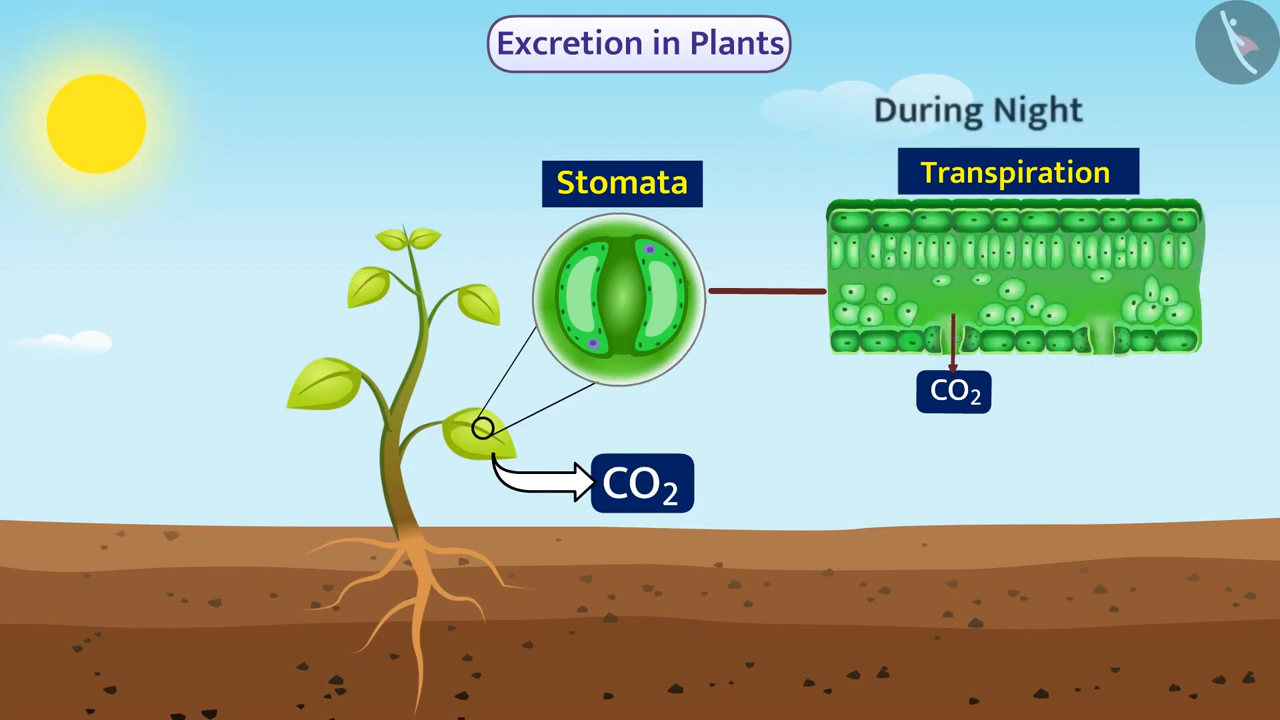 Excretion in Plants
During Night
Transpiration
Stomata
CO₂
CO₂